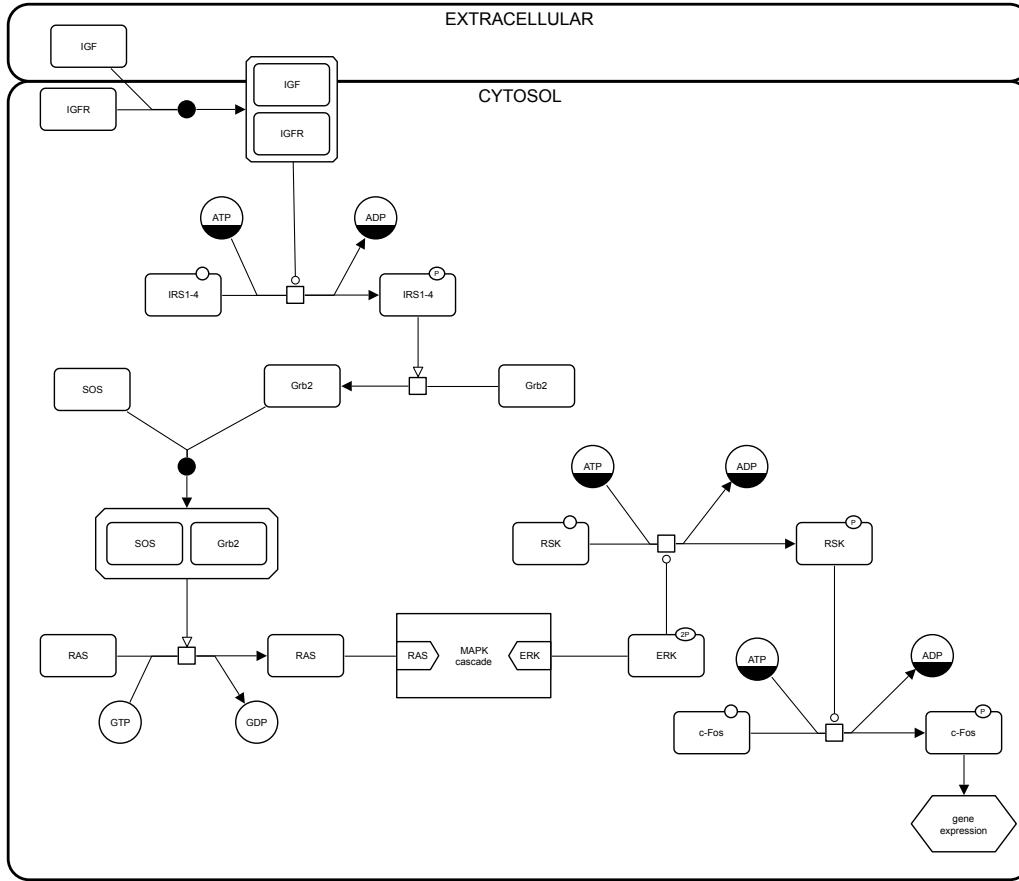 EXTRACELLULAR
IGF
IGF
CYTOSOL
IGFR
IGFR
ATP
ADP
IRS1-4
P
IRS1-4
SOS
Grb2
Grb2
ATP
ADP
SOS
Grb2
RSK
P
RSK
RAS
RAS
RAS
MAPK
cascade
ERK
2P
ERK
ATP
ADP
GTP
GDP
c-Fos
P
c-Fos
gene
expression